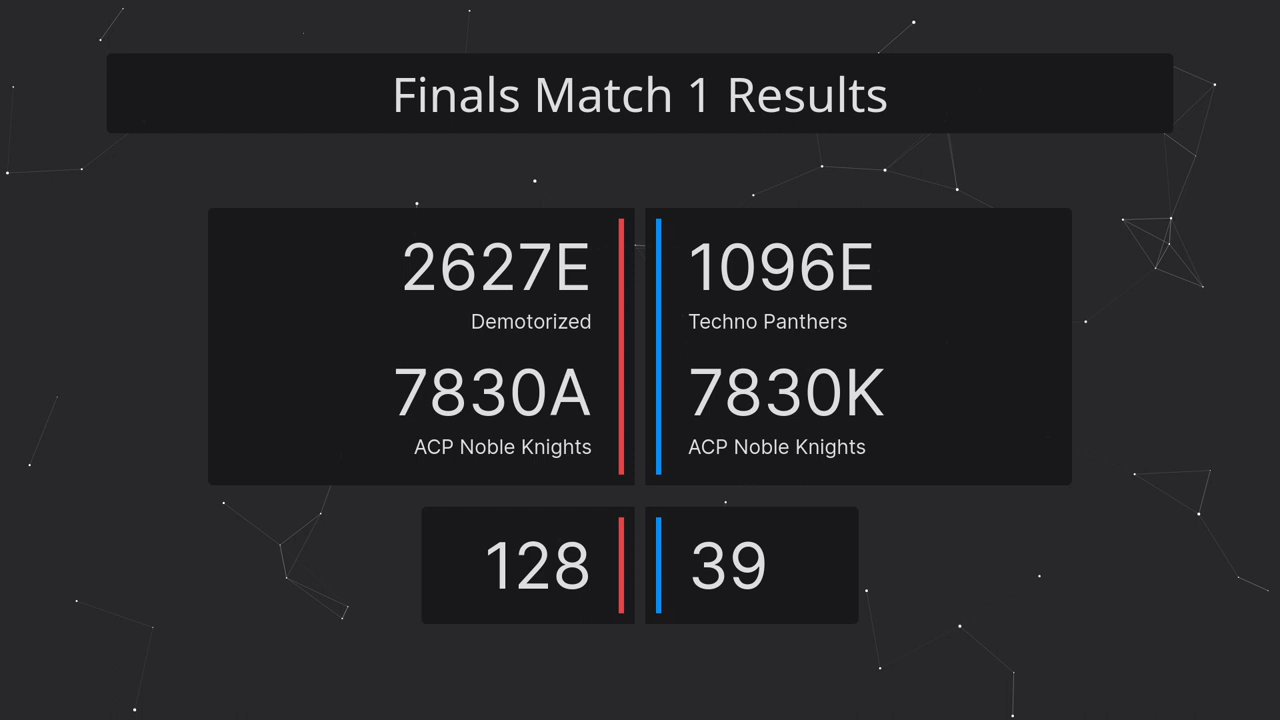 Finals Match 1 Results
2627E
Demotorized
7830A
ACP Noble Knights
1096E
Techno Panthers
7830K
ACP Noble Knights
128
39